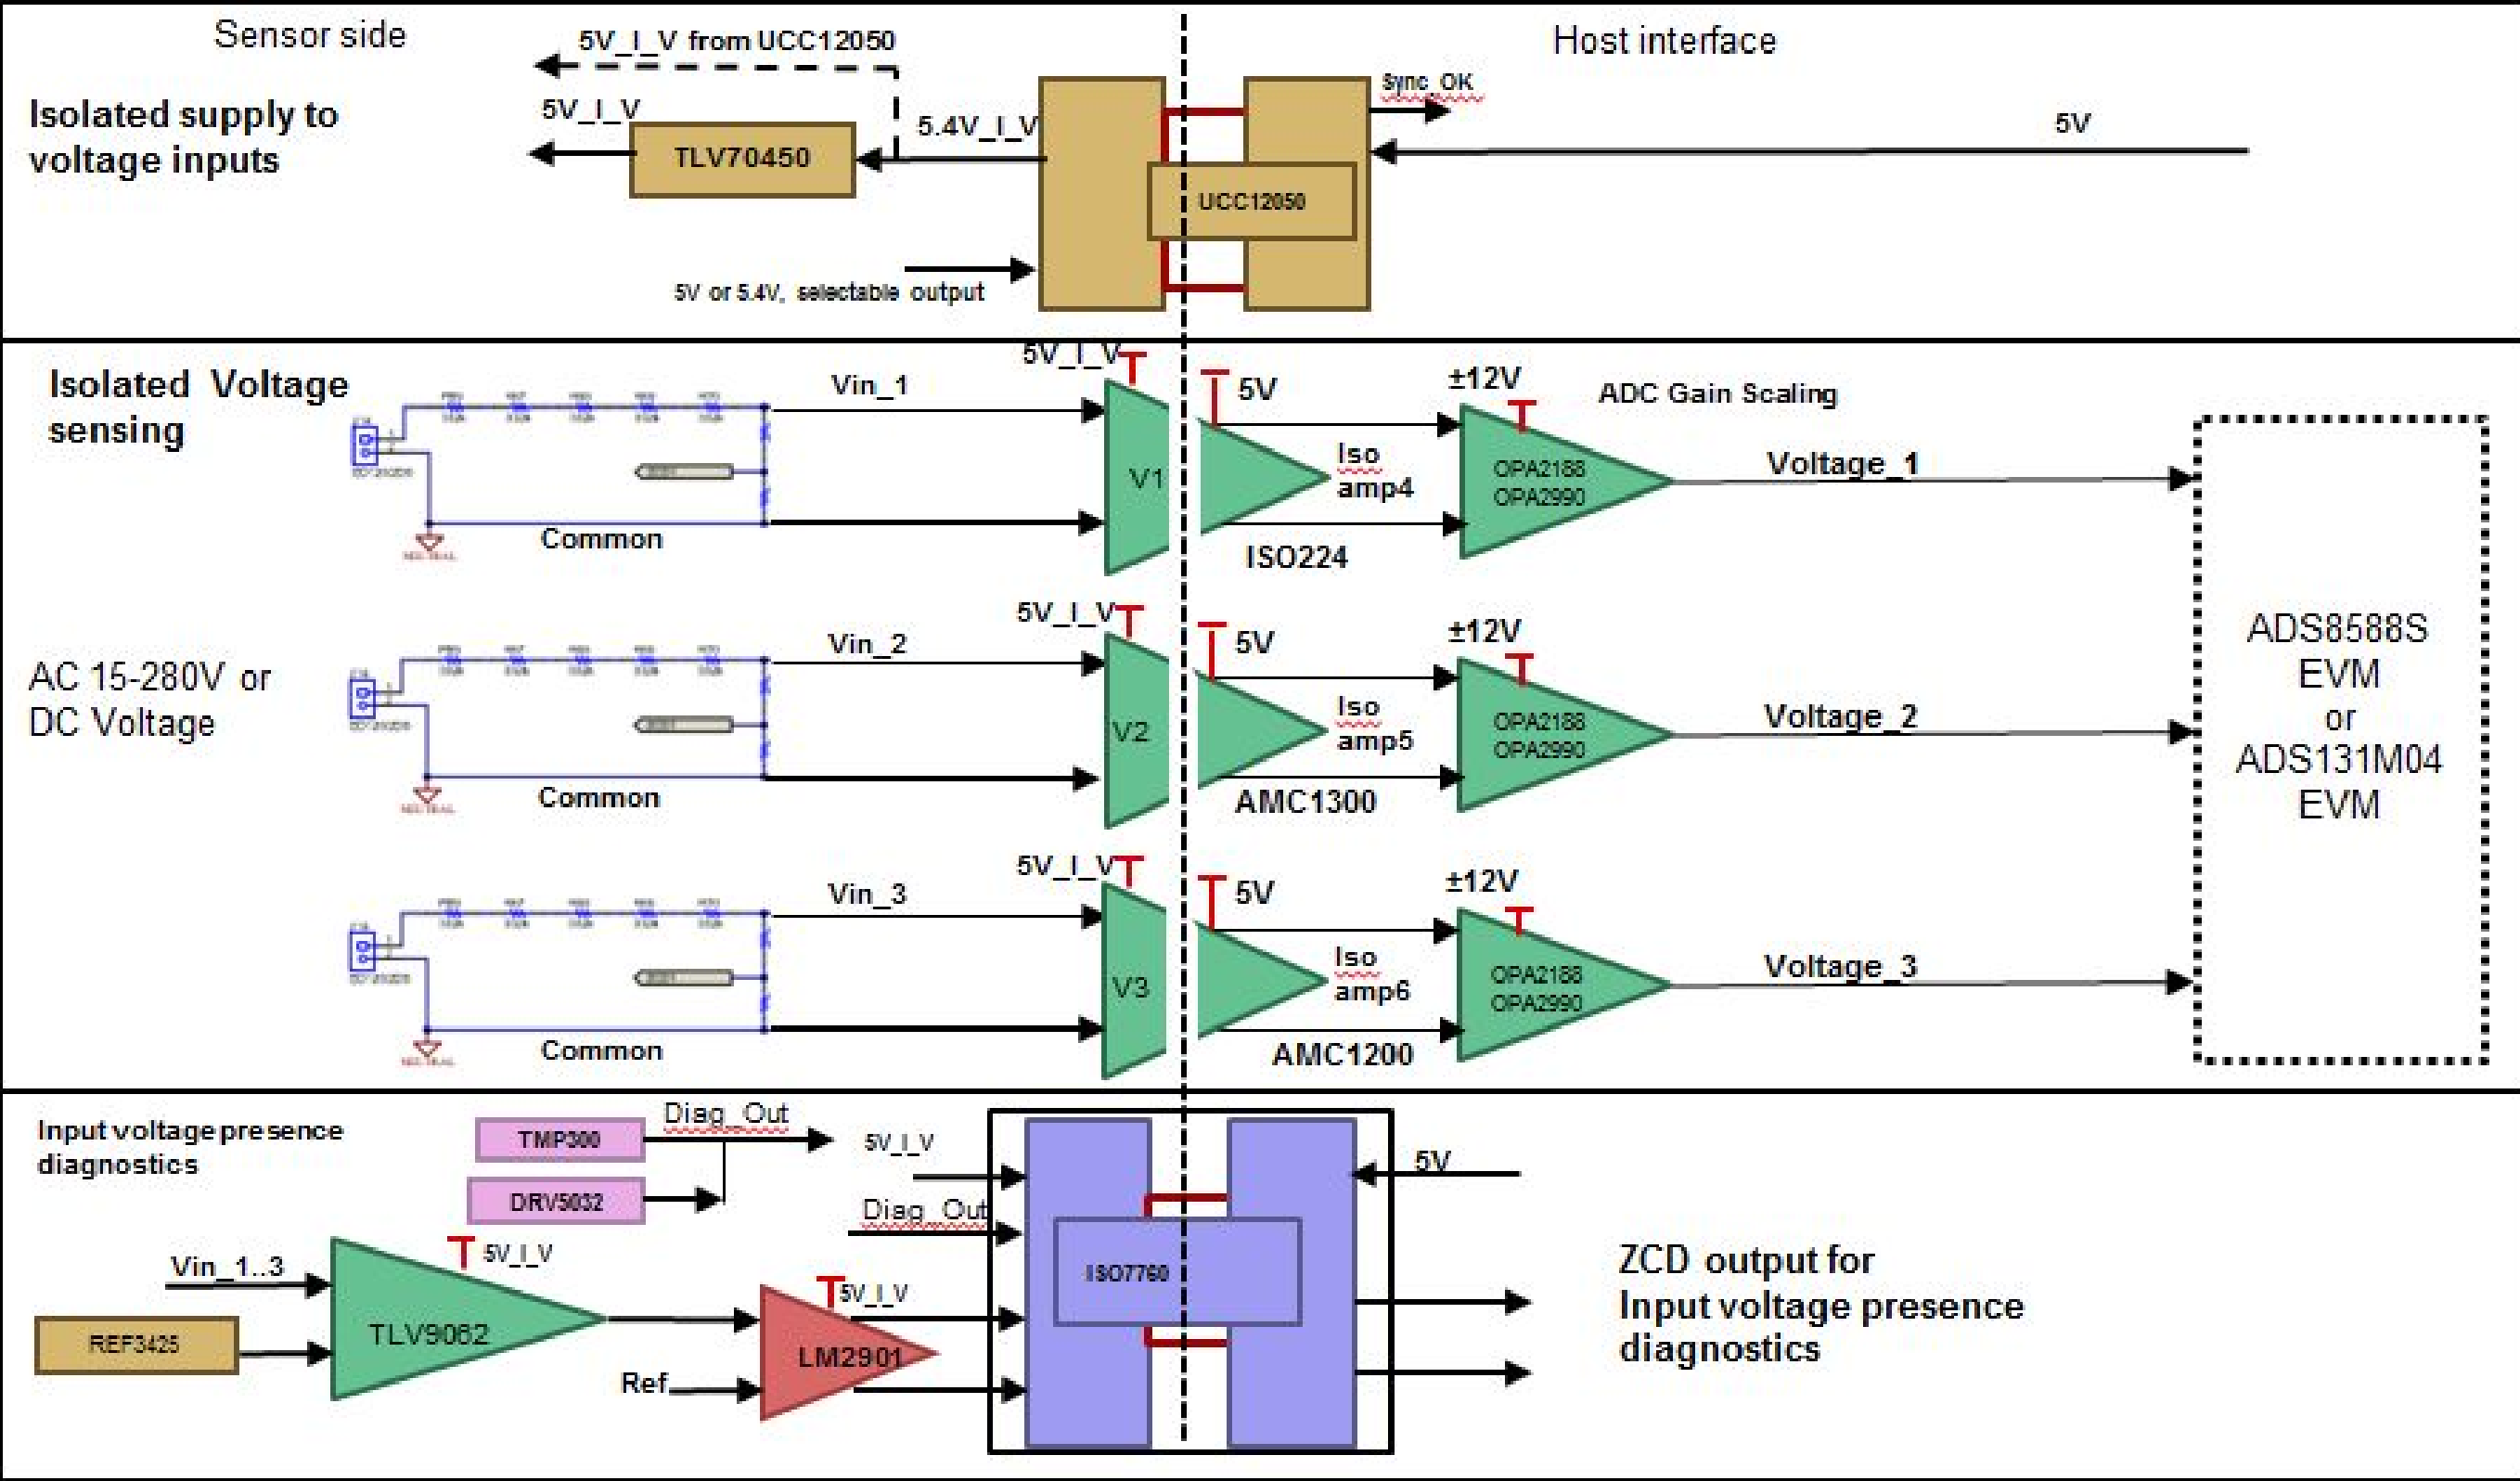 Sensor side
Host interface
5V_I_V from UCC12050
Isolated supply to
voltage inputs
5V_I_V
TLV70450
5.4V_I_V
Sync_OK
5V
UCC12050
5V or 5.4V, selectable output
Isolated Voltage
sensing
Vin_1
Common
5V_I_V
V1
5V
Iso
amp4
ISO224
±12V
OPA2188
OPA2990
ADC Gain Scaling
Voltage_1
AC 15-280V or
DC Voltage
Vin_2
Common
5V_I_V
V2
5V
Iso
amp5
AMC1300
±12V
OPA2188
OPA2990
Voltage_2
Vin_3
Common
5V_I_V
V3
5V
Iso
amp6
AMC1200
±12V
OPA2188
OPA2990
Voltage_3
ADS8588S
EVM
or
ADS131M04
EVM
Input voltage presence
diagnostics
TMP300
Diag_Out
DRV5032
5V_I_V
Diag_Out
Vin_1..3
REF3425
5V_I_V
TLV9062
Ref
5V_I_V
LM2901
ISO7760
5V
ZCD output for
Input voltage presence
diagnostics